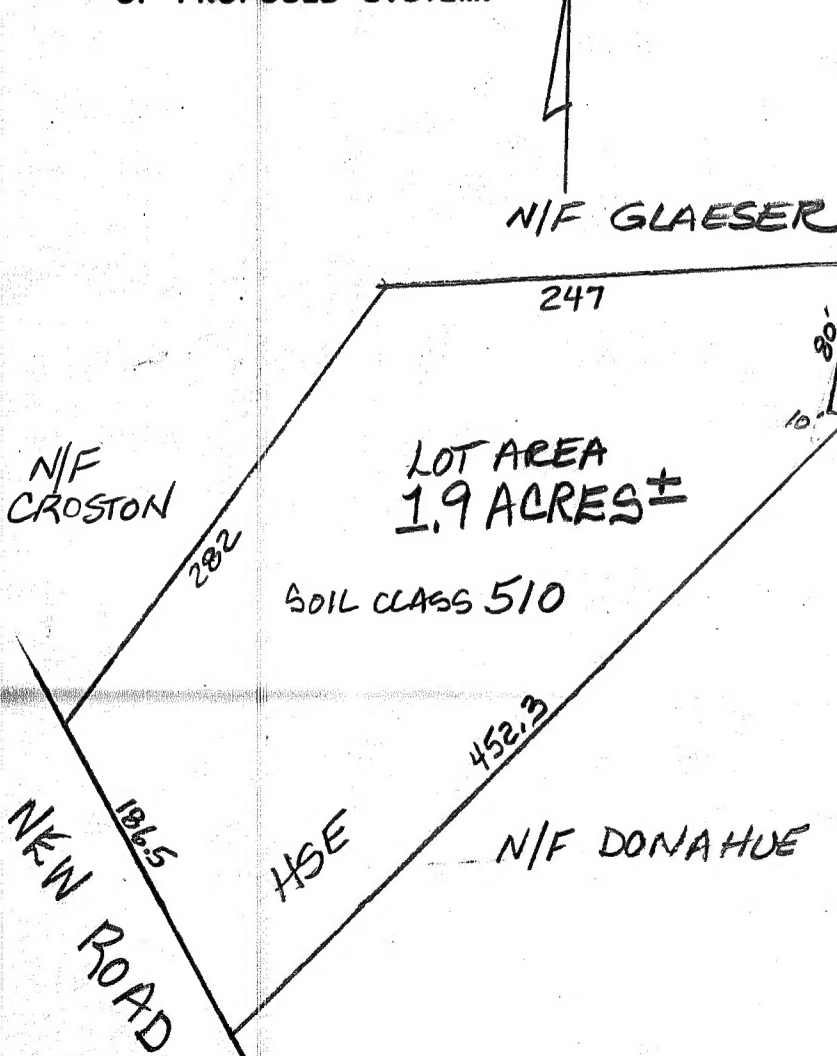 N/F GLAESER
247
80'
10'
LOT AREA
1.9 ACRES±
N/F
CROSTON
282
SOIL CLASS 510
452.3
186.5
HSE
N/F DONAHUE
NEW ROAD